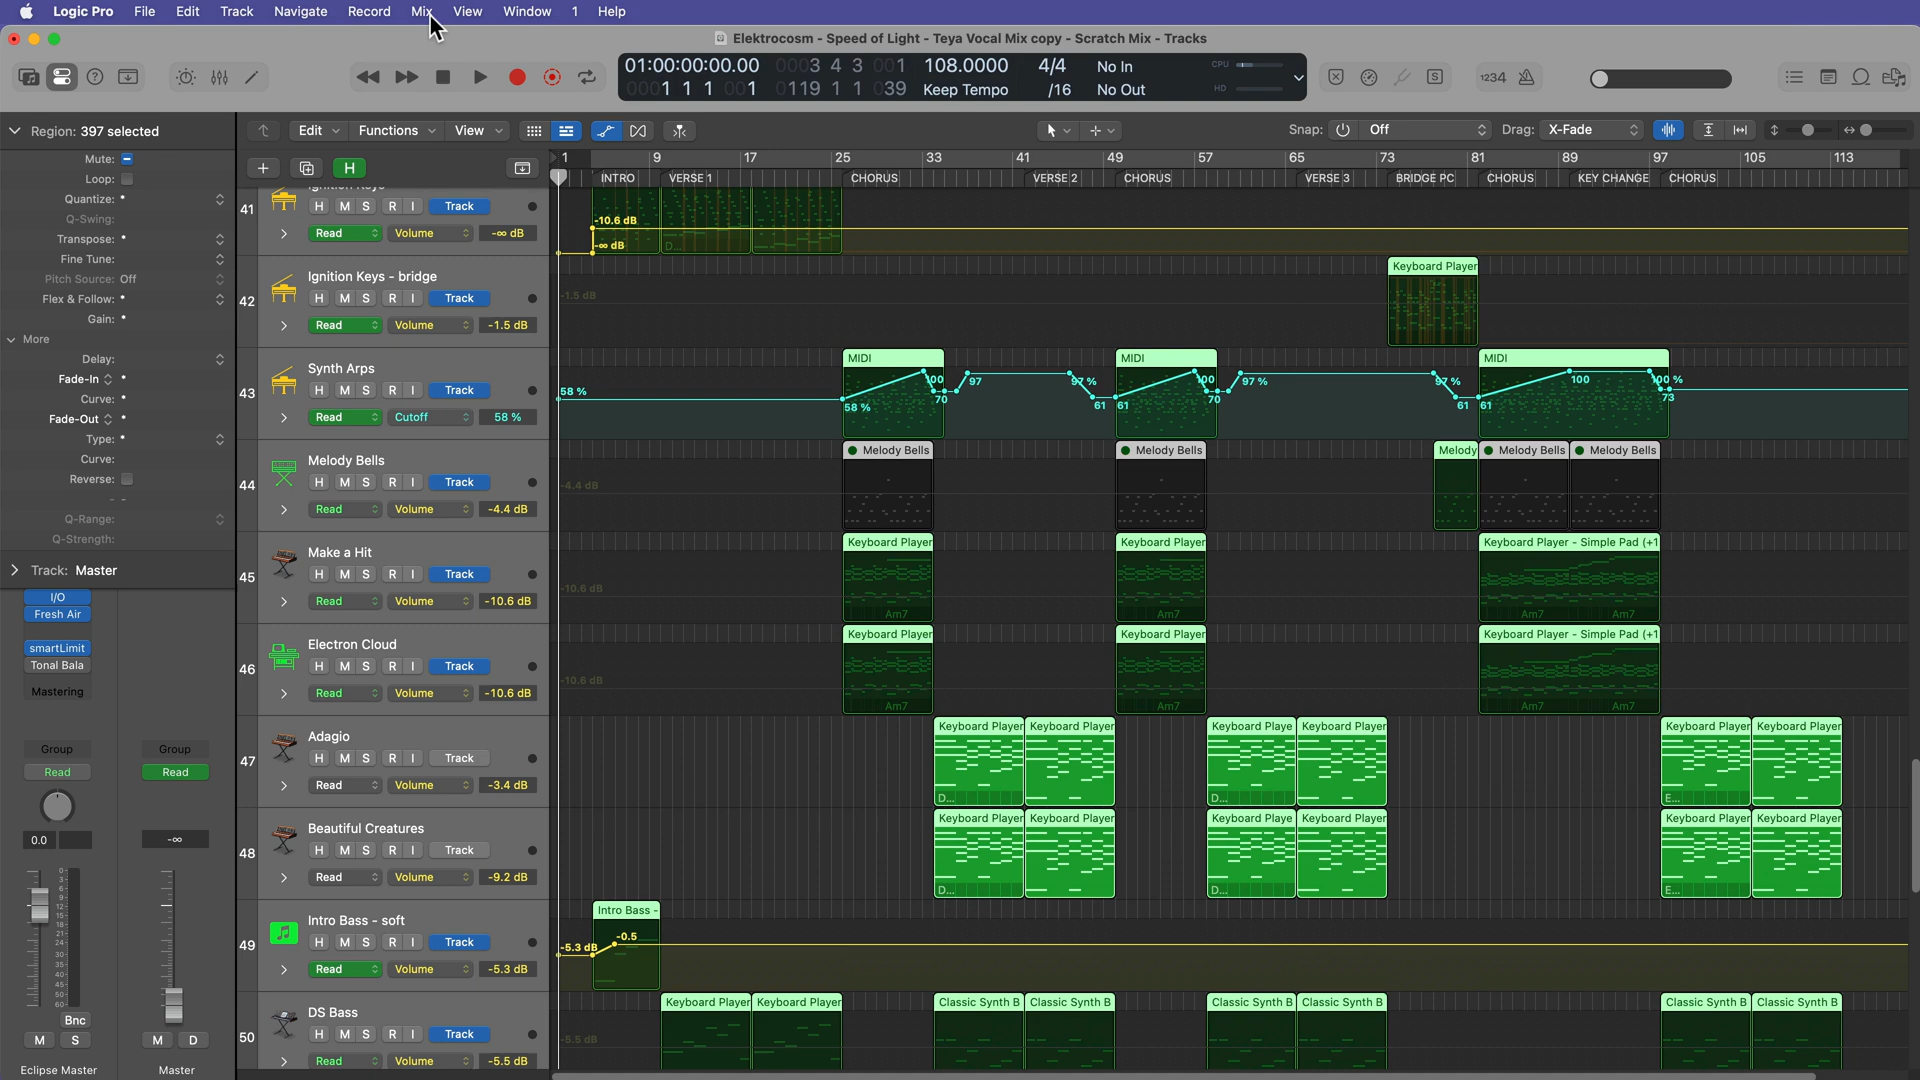 Logic Pro File Edit Track Navigate Record Mix View Window 1 Help
Elektrocosm - Speed of Light - Teya Vocal Mix copy - Scratch Mix - Tracks
01:00:00:00.00 0003 4 3 001 108.0000 4/4 No In CPU
0001 1 1 001 0119 1 1 039 Keep Tempo /16 No Out HD
1234
Region: 397 selected
Edit Functions View
Snap: Off Drag: X-Fade
1 9 17 25 33 41 49 57 65 73 81 89 97 105 113
H
INTRO VERSE 1 CHORUS VERSE 2 CHORUS VERSE 3 BRIDGE PC CHORUS KEY CHANGE CHORUS
Mute:
Loop:
Quantize:
Q-Swing:
Transpose:
Fine Tune:
Pitch Source: Off
Flex & Follow:
Gain:
More
Delay:
Fade-In
Curve:
Fade-Out
Type:
Curve:
Reverse:
Q-Range:
Q-Strength:
Track: Master
I/O
Fresh Air
smartLimit
Tonal Bala
Mastering
Group Group
Read Read
0.0 -∞
0
3
6
9
12
15
18
21
24
30
35
40
45
50
60
Bnc
M S M D
Eclipse Master Master
41 Ignition Keys
H M S R I Track
Read Volume -∞ dB
-10.6 dB
-∞ dB
D...
42 Ignition Keys - bridge
H M S R I Track
Read Volume -1.5 dB
-1.5 dB
Keyboard Player
43 Synth Arps
H M S R I Track
Read Cutoff 58 %
MIDI MIDI MIDI
58 % 58 % 100 70 97 97 % 61 61 100 70 97 % 97 % 61 61 100 100 % 73
44 Melody Bells
H M S R I Track
Read Volume -4.4 dB
-4.4 dB
Melody Bells Melody Bells Melody Melody Bells Melody Bells
45 Make a Hit
H M S R I Track
Read Volume -10.6 dB
-10.6 dB
Keyboard Player Keyboard Player Keyboard Player - Simple Pad (+1
Am7 Am7 Am7 Am7
46 Electron Cloud
H M S R I Track
Read Volume -10.6 dB
-10.6 dB
Keyboard Player Keyboard Player Keyboard Player - Simple Pad (+1
Am7 Am7 Am7 Am7
47 Adagio
H M S R I Track
Read Volume -3.4 dB
Keyboard Player Keyboard Player Keyboard Playe Keyboard Player Keyboard Player Keyboard Player
D... D... E...
48 Beautiful Creatures
H M S R I Track
Read Volume -9.2 dB
Keyboard Player Keyboard Player Keyboard Playe Keyboard Player Keyboard Player Keyboard Player
D... D... E...
49 Intro Bass - soft
H M S R I Track
Read Volume -5.3 dB
Intro Bass -
-5.3 dB -0.5
50 DS Bass
H M S R I Track
Read Volume -5.5 dB
-5.5 dB
Keyboard Player Keyboard Player Classic Synth B Classic Synth B Classic Synth B Classic Synth B Classic Synth B Classic Synth B